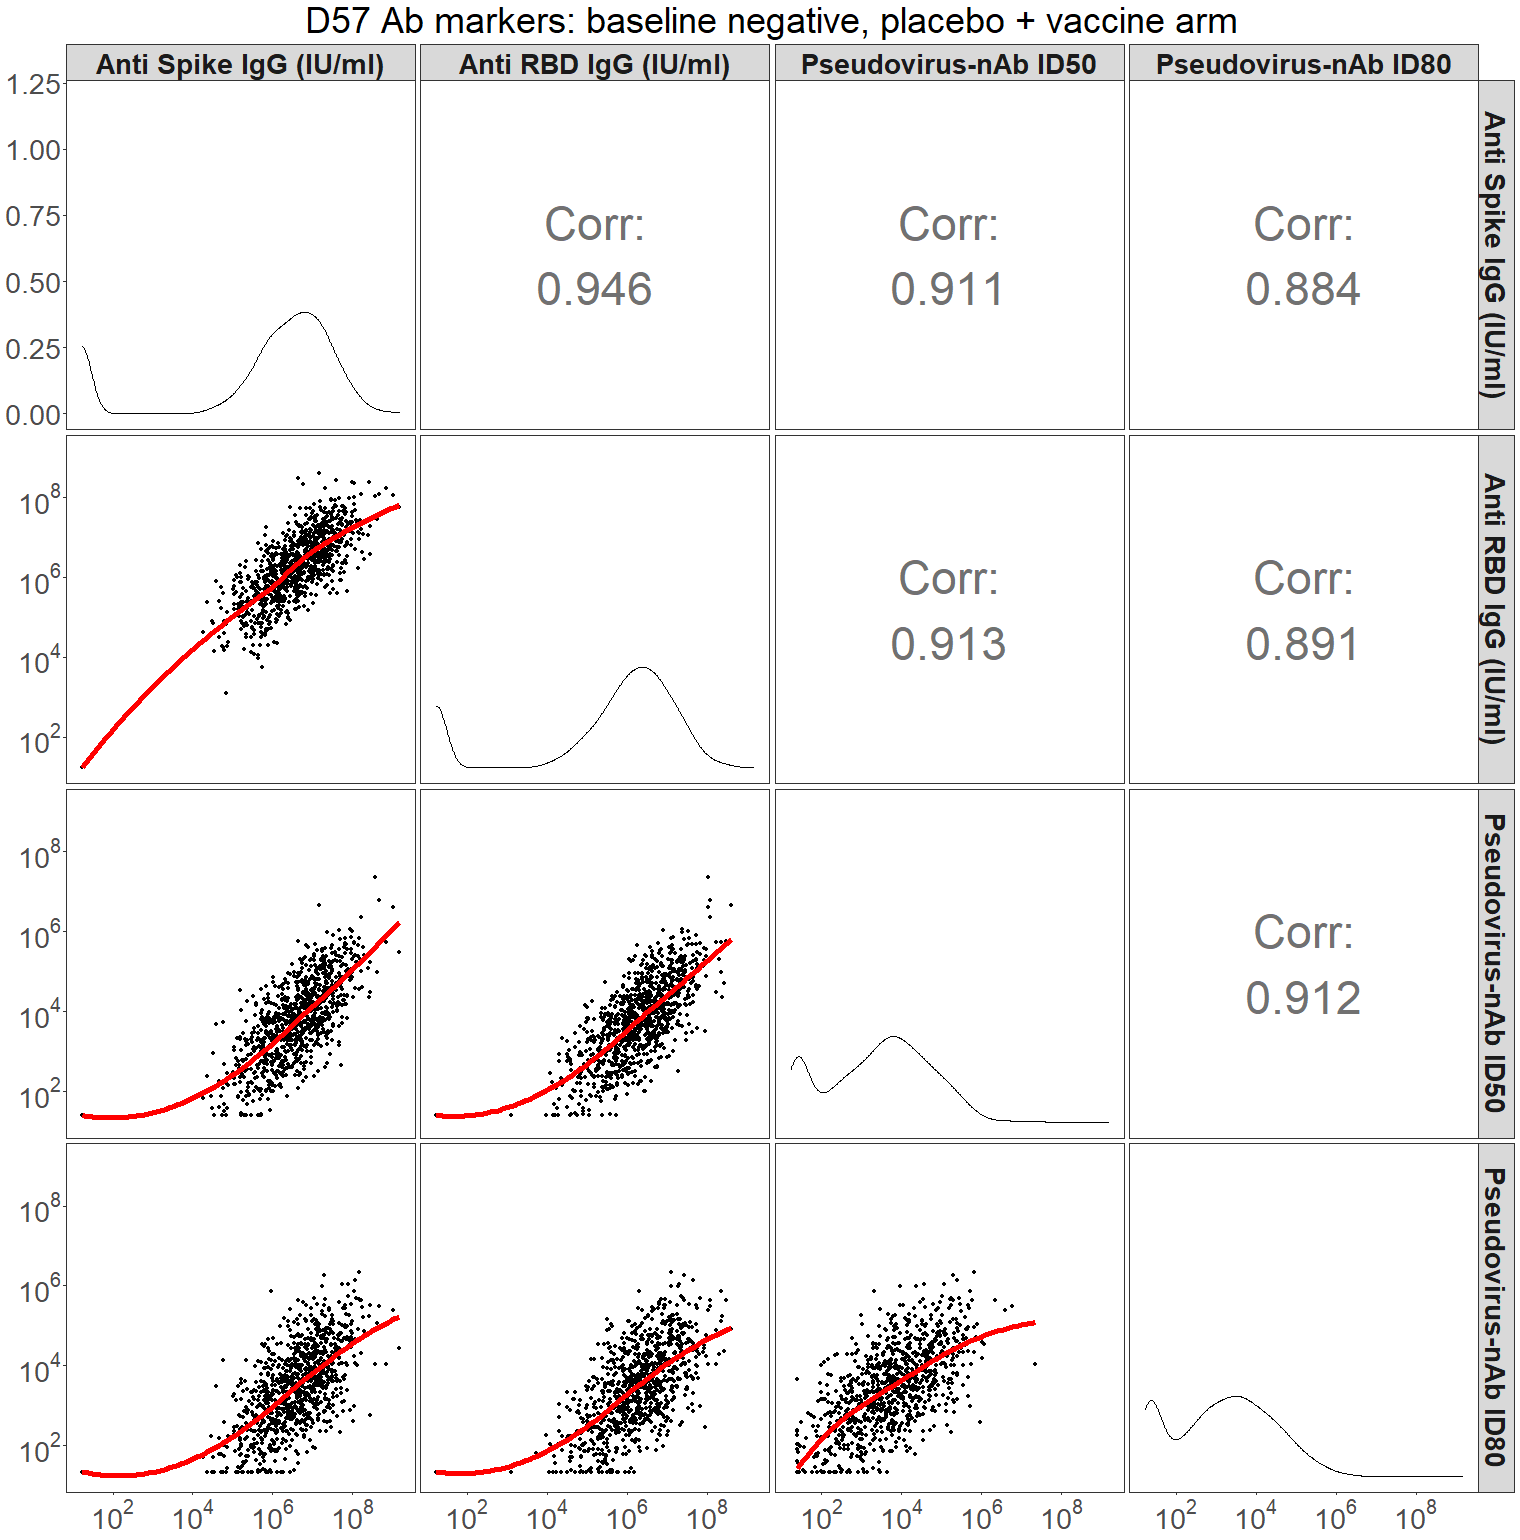 D57 Ab markers: baseline negative, placebo + vaccine arm
Anti Spike IgG (IU/ml)
Anti RBD IgG (IU/ml)
Pseudovirus-nAb ID50
Pseudovirus-nAb ID80
1.25
1.00
0.75
0.50
0.25
0.00
Corr:
0.946
Corr:
0.911
Corr:
0.884
Anti Spike IgG (IU/ml)
10^8
10^6
10^4
10^2
Corr:
0.913
Corr:
0.891
Anti RBD IgG (IU/ml)
10^8
10^6
10^4
10^2
Corr:
0.912
Pseudovirus-nAb ID50
10^8
10^6
10^4
10^2
Pseudovirus-nAb ID80
10^2 10^4 10^6 10^8
10^2 10^4 10^6 10^8
10^2 10^4 10^6 10^8
10^2 10^4 10^6 10^8